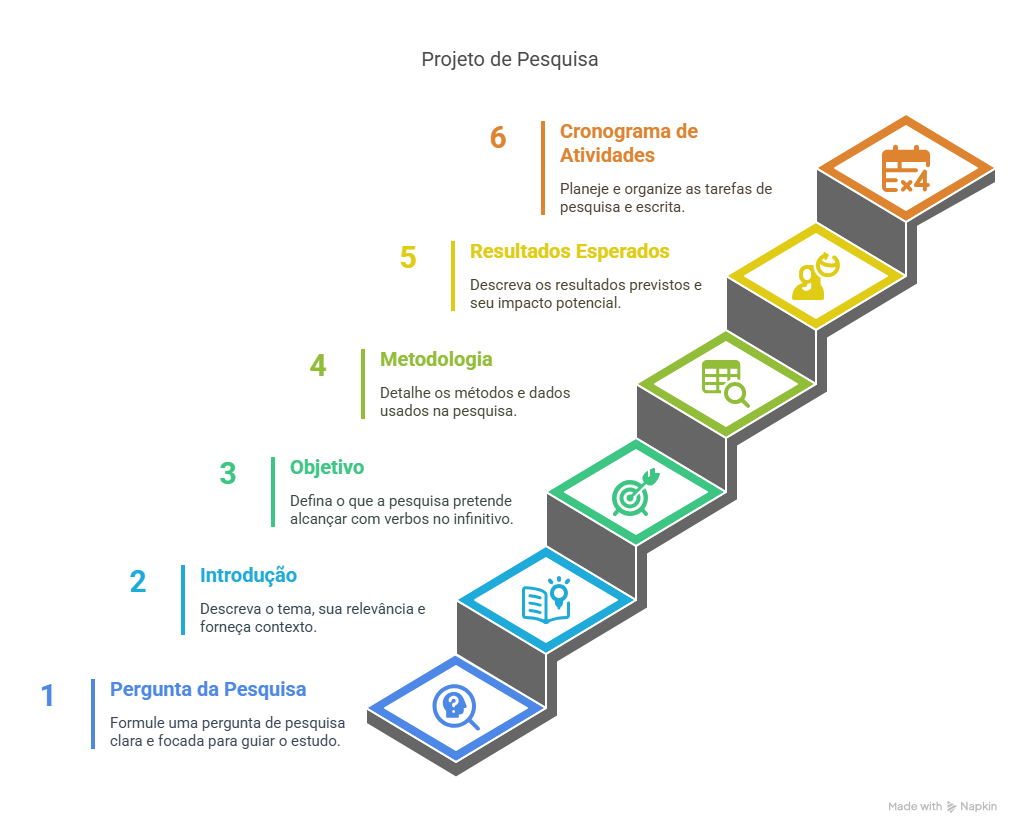 Projeto de Pesquisa
6
Cronograma de
Atividades
Planeje e organize as tarefas de
pesquisa e escrita.
×4
5
Resultados Esperados
Descreva os resultados previstos e
seu impacto potencial.
4
Metodologia
Detalhe os métodos e dados
usados na pesquisa.
3
Objetivo
Defina o que a pesquisa pretende
alcançar com verbos no infinitivo.
2
Introdução
Descreva o tema, sua relevância e
forneça contexto.
1
Pergunta da Pesquisa
Formule uma pergunta de pesquisa
clara e focada para guiar o estudo.
?
Made with Napkin